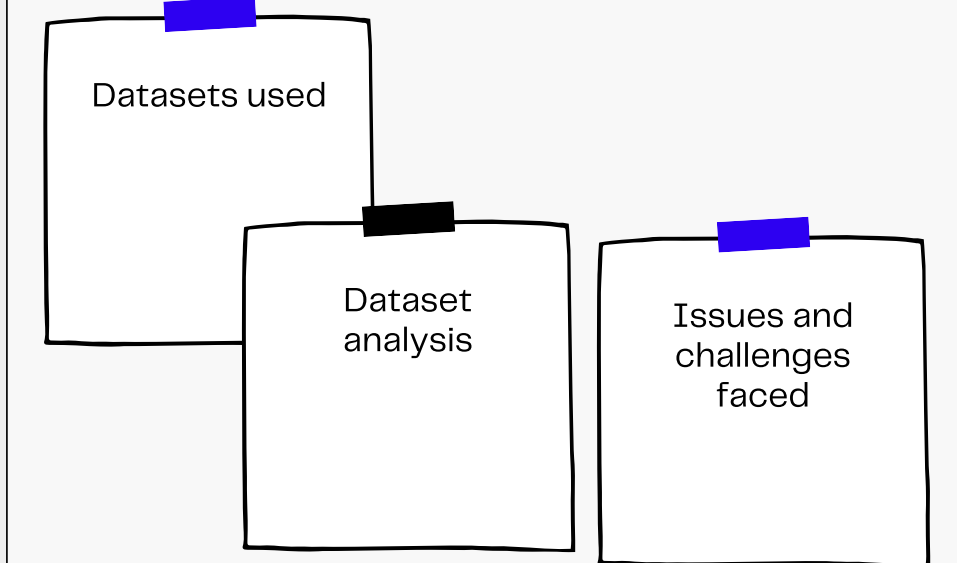 Datasets used
Dataset
analysis
Issues and
challenges
faced